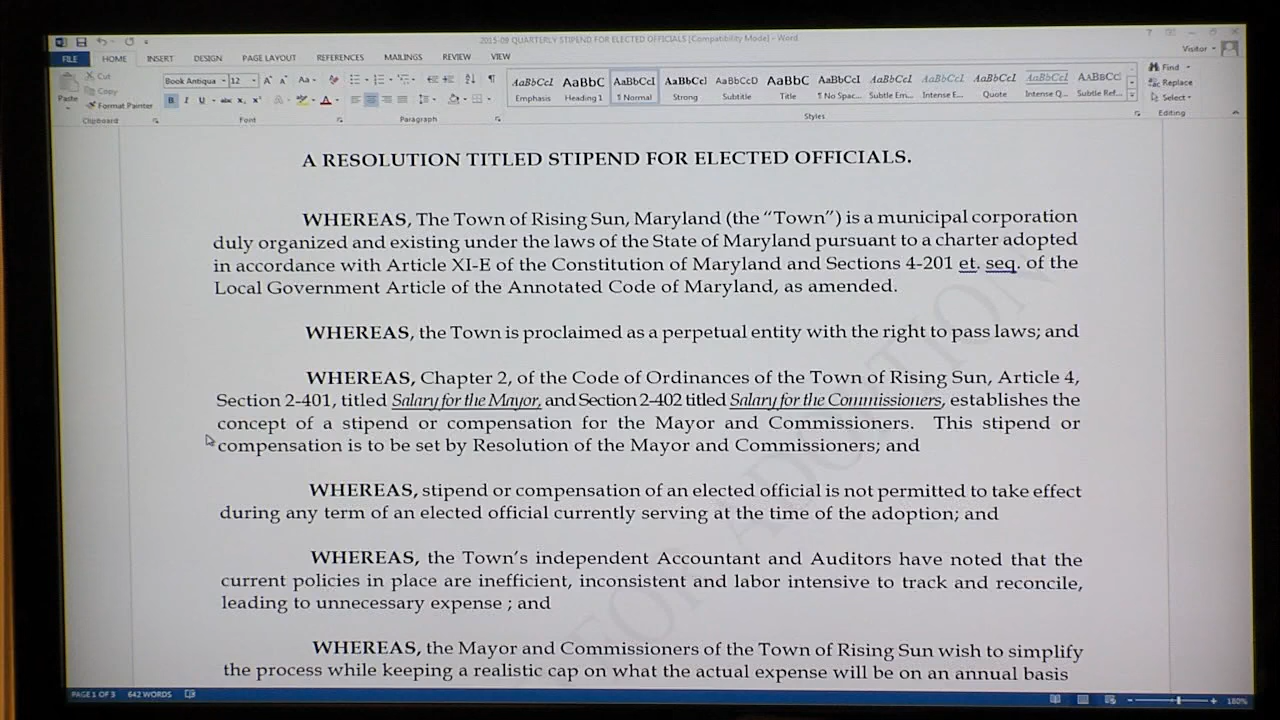 2015-09 QUARTERLY STIPEND FOR ELECTED OFFICIALS [Compatibility Mode] - Word
FILE HOME INSERT DESIGN PAGE LAYOUT REFERENCES MAILINGS REVIEW VIEW Visitor
Paste Cut Copy Format Painter
Book Antiqua 12
AaBbCcI AaBbC AaBbCcI AaBbCcI AaBbCcD AaBbC AaBbCcI AaBbCcI AaBbCcI AaBbCcI AaBbCcI AaBbCc
Emphasis Heading 1 ¶ Normal Strong Subtitle Title ¶ No Spac... Subtle Em... Intense E... Quote Intense Q... Subtle Ref...
Find Replace Select
Clipboard Font Paragraph Styles Editing
A RESOLUTION TITLED STIPEND FOR ELECTED OFFICIALS.
WHEREAS, The Town of Rising Sun, Maryland (the “Town”) is a municipal corporation
duly organized and existing under the laws of the State of Maryland pursuant to a charter adopted
in accordance with Article XI-E of the Constitution of Maryland and Sections 4-201 et. seq. of the
Local Government Article of the Annotated Code of Maryland, as amended.
WHEREAS, the Town is proclaimed as a perpetual entity with the right to pass laws; and
WHEREAS, Chapter 2, of the Code of Ordinances of the Town of Rising Sun, Article 4,
Section 2-401, titled Salary for the Mayor, and Section 2-402 titled Salary for the Commissioners, establishes the
concept of a stipend or compensation for the Mayor and Commissioners. This stipend or
compensation is to be set by Resolution of the Mayor and Commissioners; and
WHEREAS, stipend or compensation of an elected official is not permitted to take effect
during any term of an elected official currently serving at the time of the adoption; and
WHEREAS, the Town’s independent Accountant and Auditors have noted that the
current policies in place are inefficient, inconsistent and labor intensive to track and reconcile,
leading to unnecessary expense ; and
WHEREAS, the Mayor and Commissioners of the Town of Rising Sun wish to simplify
the process while keeping a realistic cap on what the actual expense will be on an annual basis
FOR ADOPTION
PAGE 1 OF 3 642 WORDS 180%